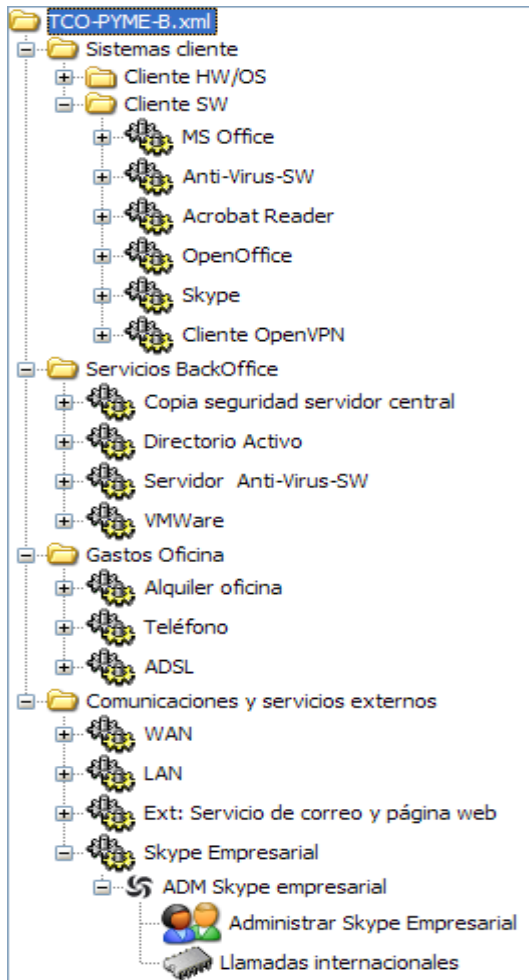 TCO-PYME-B.xml
Sistemas cliente
Cliente HW/OS
Cliente SW
MS Office
Anti-Virus-SW
Acrobat Reader
OpenOffice
Skype
Cliente OpenVPN
Servicios BackOffice
Copia seguridad servidor central
Directorio Activo
Servidor Anti-Virus-SW
VMWare
Gastos Oficina
Alquiler oficina
Teléfono
ADSL
Comunicaciones y servicios externos
WAN
LAN
Ext: Servicio de correo y página web
Skype Empresarial
ADM Skype empresarial
Administrar Skype Empresarial
Llamadas internacionales